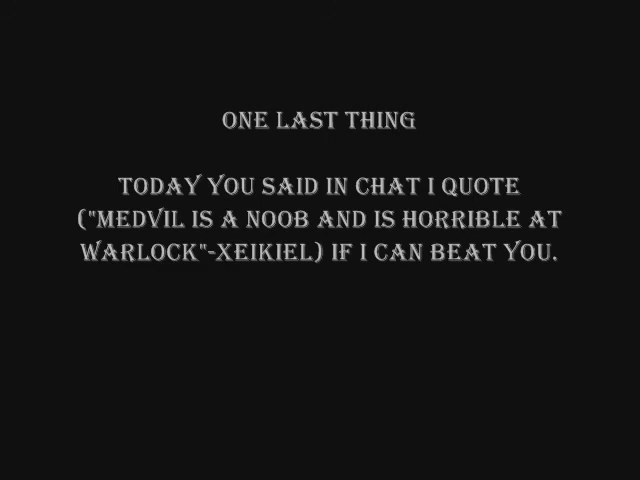 ONE LAST THING
TODAY YOU SAID IN CHAT I QUOTE
("MEDVIL IS A NOOB AND IS HORRIBLE AT
WARLOCK"-XEIKIEL) IF I CAN BEAT YOU.